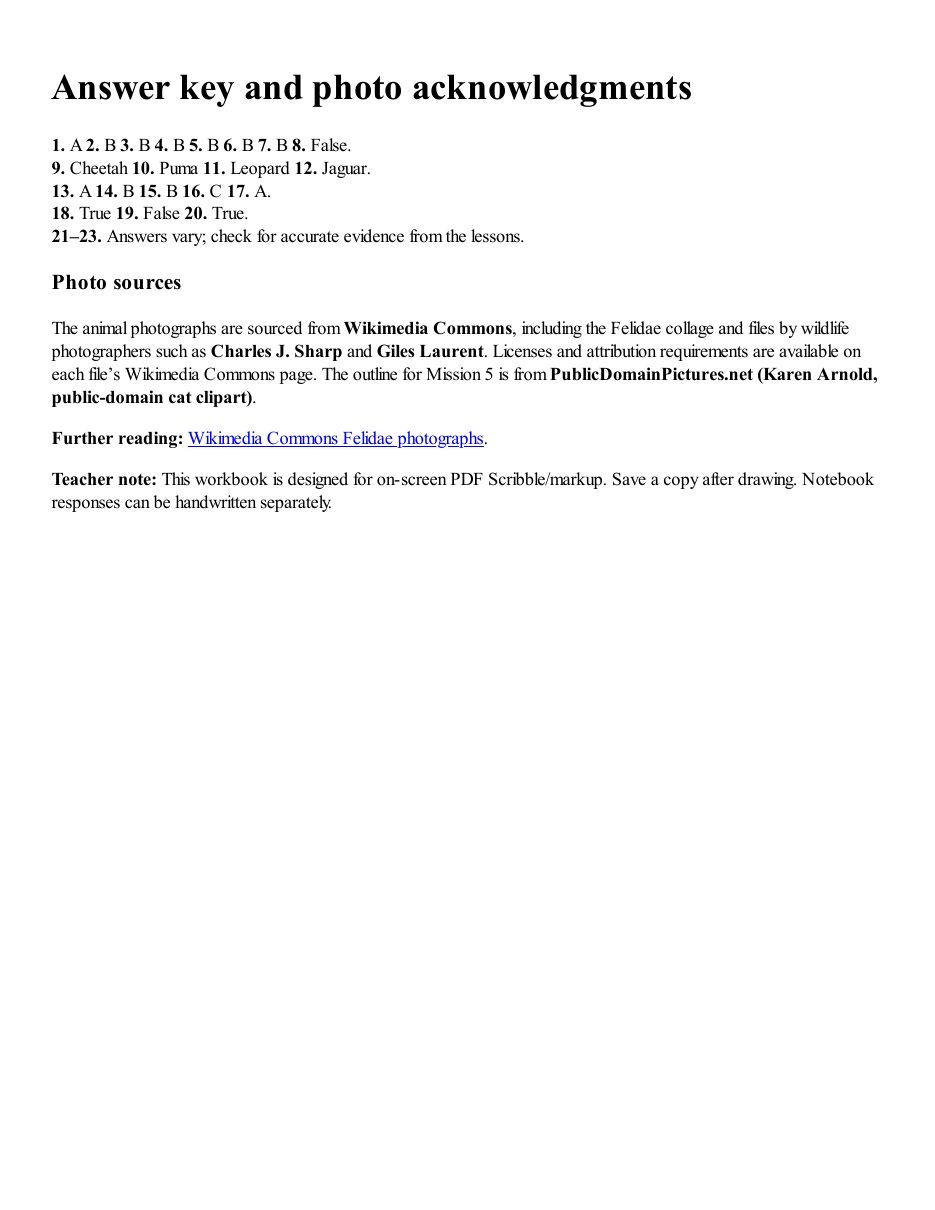 Answer key and photo acknowledgments
1. A 2. B 3. B 4. B 5. B 6. B 7. B 8. False.
9. Cheetah 10. Puma 11. Leopard 12. Jaguar.
13. A 14. B 15. B 16. C 17. A.
18. True 19. False 20. True.
21–23. Answers vary; check for accurate evidence from the lessons.
Photo sources
The animal photographs are sourced from Wikimedia Commons, including the Felidae collage and files by wildlife
photographers such as Charles J. Sharp and Giles Laurent. Licenses and attribution requirements are available on
each file’s Wikimedia Commons page. The outline for Mission 5 is from PublicDomainPictures.net (Karen Arnold,
public-domain cat clipart).
Further reading: Wikimedia Commons Felidae photographs.
Teacher note: This workbook is designed for on-screen PDF Scribble/markup. Save a copy after drawing. Notebook
responses can be handwritten separately.